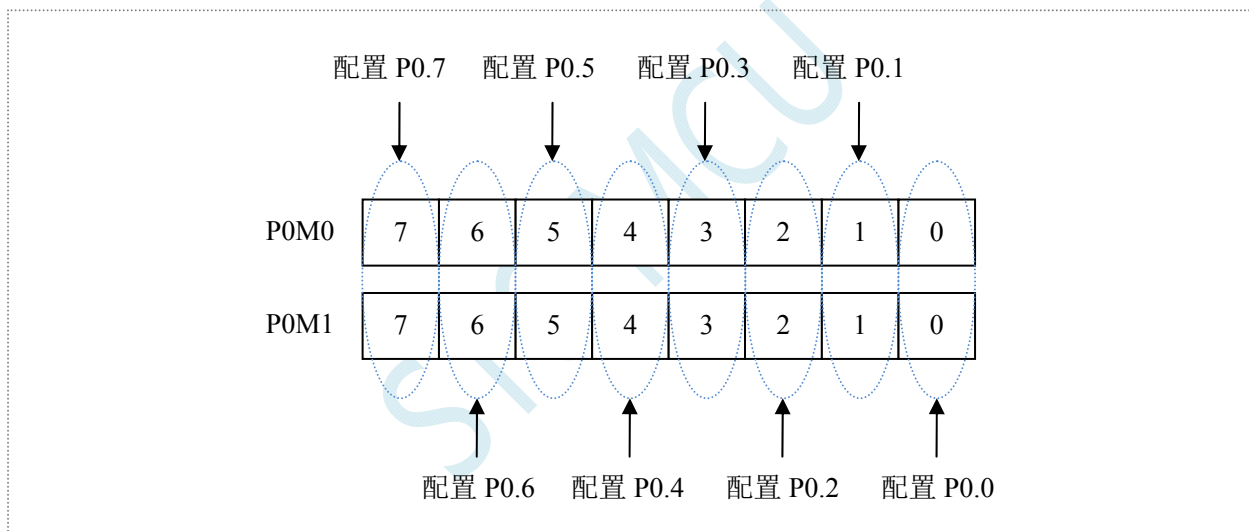 配置 P0.7 配置 P0.5 配置 P0.3 配置 P0.1
P0M0 7 6 5 4 3 2 1 0
P0M1 7 6 5 4 3 2 1 0
配置 P0.6 配置 P0.4 配置 P0.2 配置 P0.0
STCMCU